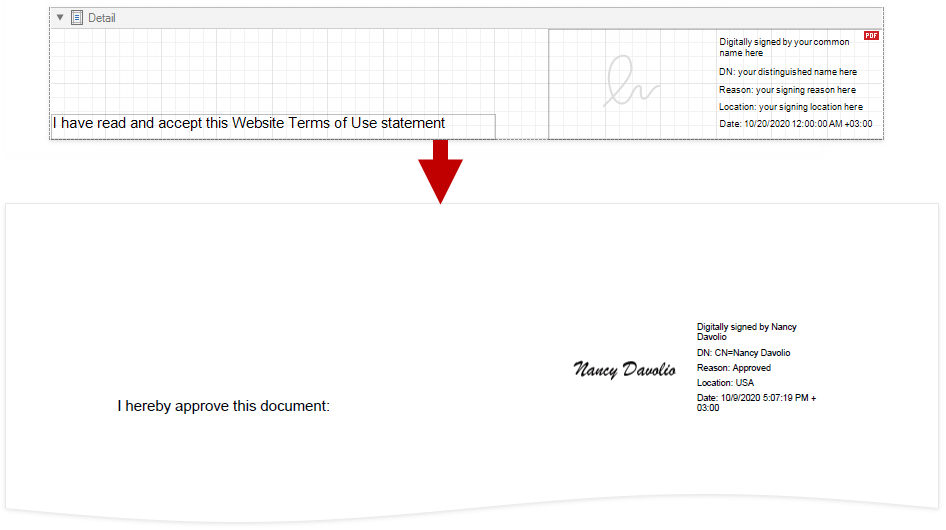 Detail
PDF
Digitally signed by your common
name here
DN: your distinguished name here
Reason: your signing reason here
Location: your signing location here
Date: 10/20/2020 12:00:00 AM +03:00
I have read and accept this Website Terms of Use statement
Digitally signed by Nancy
Davolio
DN: CN=Nancy Davolio
Reason: Approved
Location: USA
Date: 10/9/2020 5:07:19 PM +
03:00
Nancy Davolio
I hereby approve this document: